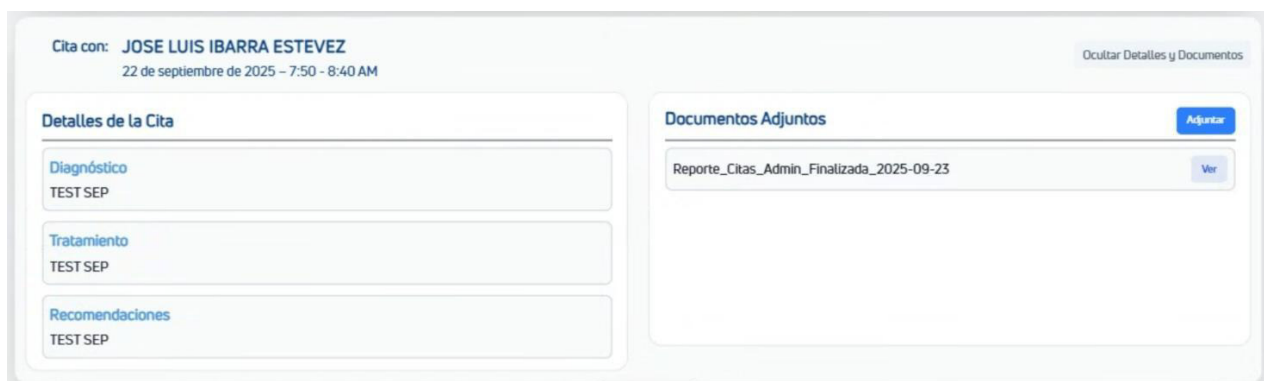 Cita con: JOSE LUIS IBARRA ESTEVEZ
22 de septiembre de 2025 – 7:50 - 8:40 AM
Ocultar Detalles y Documentos
Detalles de la Cita
Diagnóstico
TEST SEP
Tratamiento
TEST SEP
Recomendaciones
TEST SEP
Documentos Adjuntos
Adjuntar
Reporte_Citas_Admin_Finalizada_2025-09-23
Ver